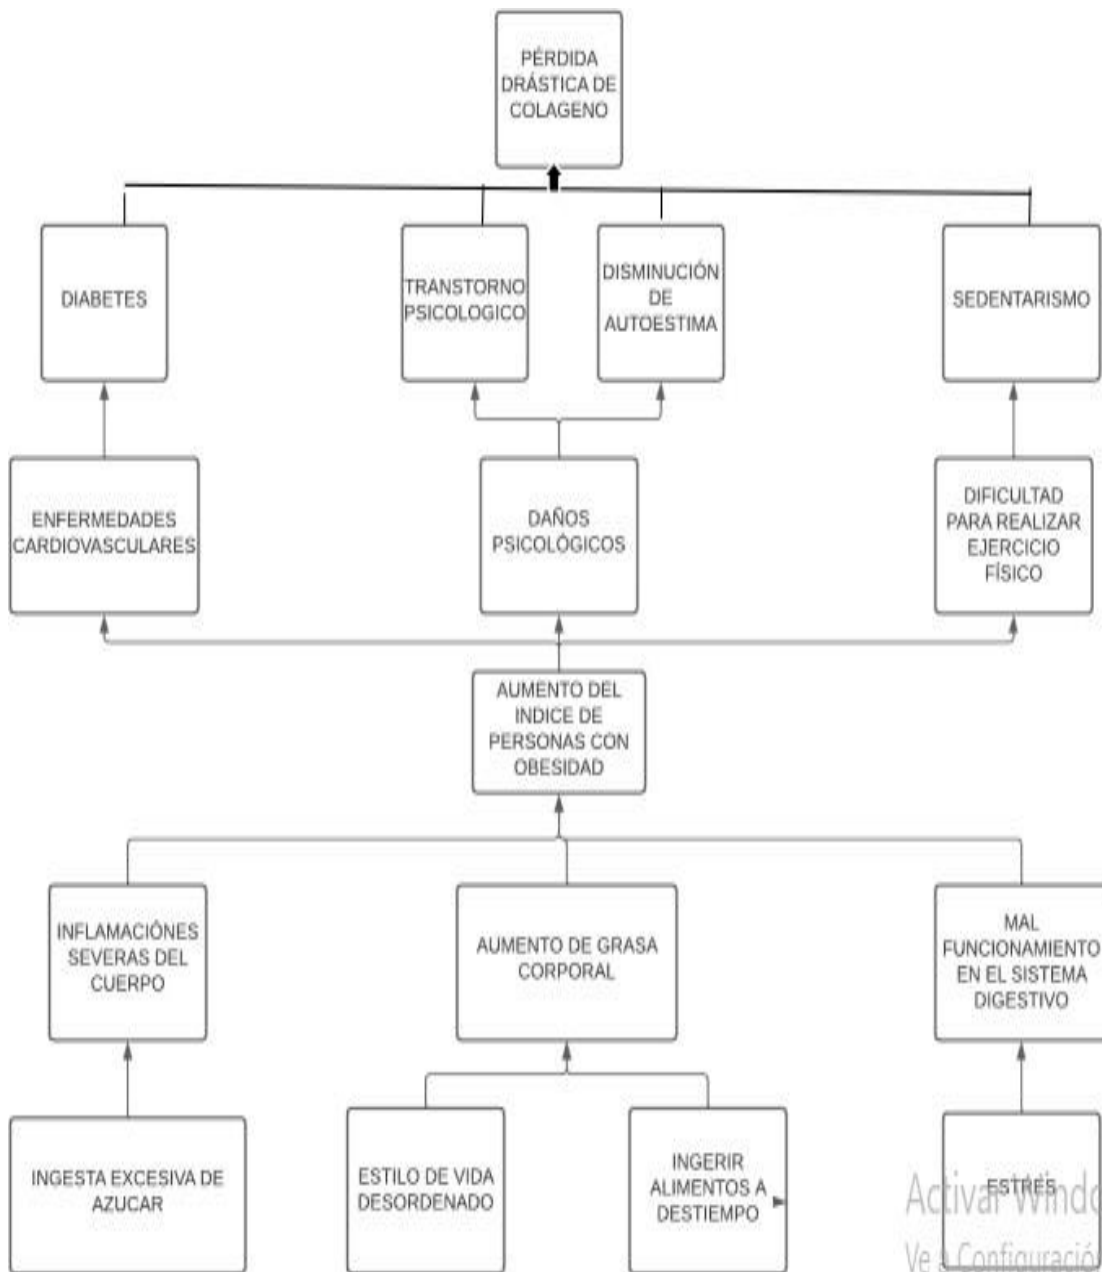 PÉRDIDA
DRÁSTICA DE
COLAGENO
DIABETES
TRANSTORNO
PSICOLOGICO
DISMINUCIÓN
DE
AUTOESTIMA
SEDENTARISMO
ENFERMEDADES
CARDIOVASCULARES
DAÑOS
PSICOLÓGICOS
DIFICULTAD
PARA REALIZAR
EJERCICIO
FÍSICO
AUMENTO DEL
INDICE DE
PERSONAS CON
OBESIDAD
INFLAMACIÓNES
SEVERAS DEL
CUERPO
AUMENTO DE GRASA
CORPORAL
MAL
FUNCIONAMIENTO
EN EL SISTEMA
DIGESTIVO
INGESTA EXCESIVA DE
AZUCAR
ESTILO DE VIDA
DESORDENADO
INGERIR
ALIMENTOS A
DESTIEMPO
ESTRES
Activar Windo
Ve a Configuración